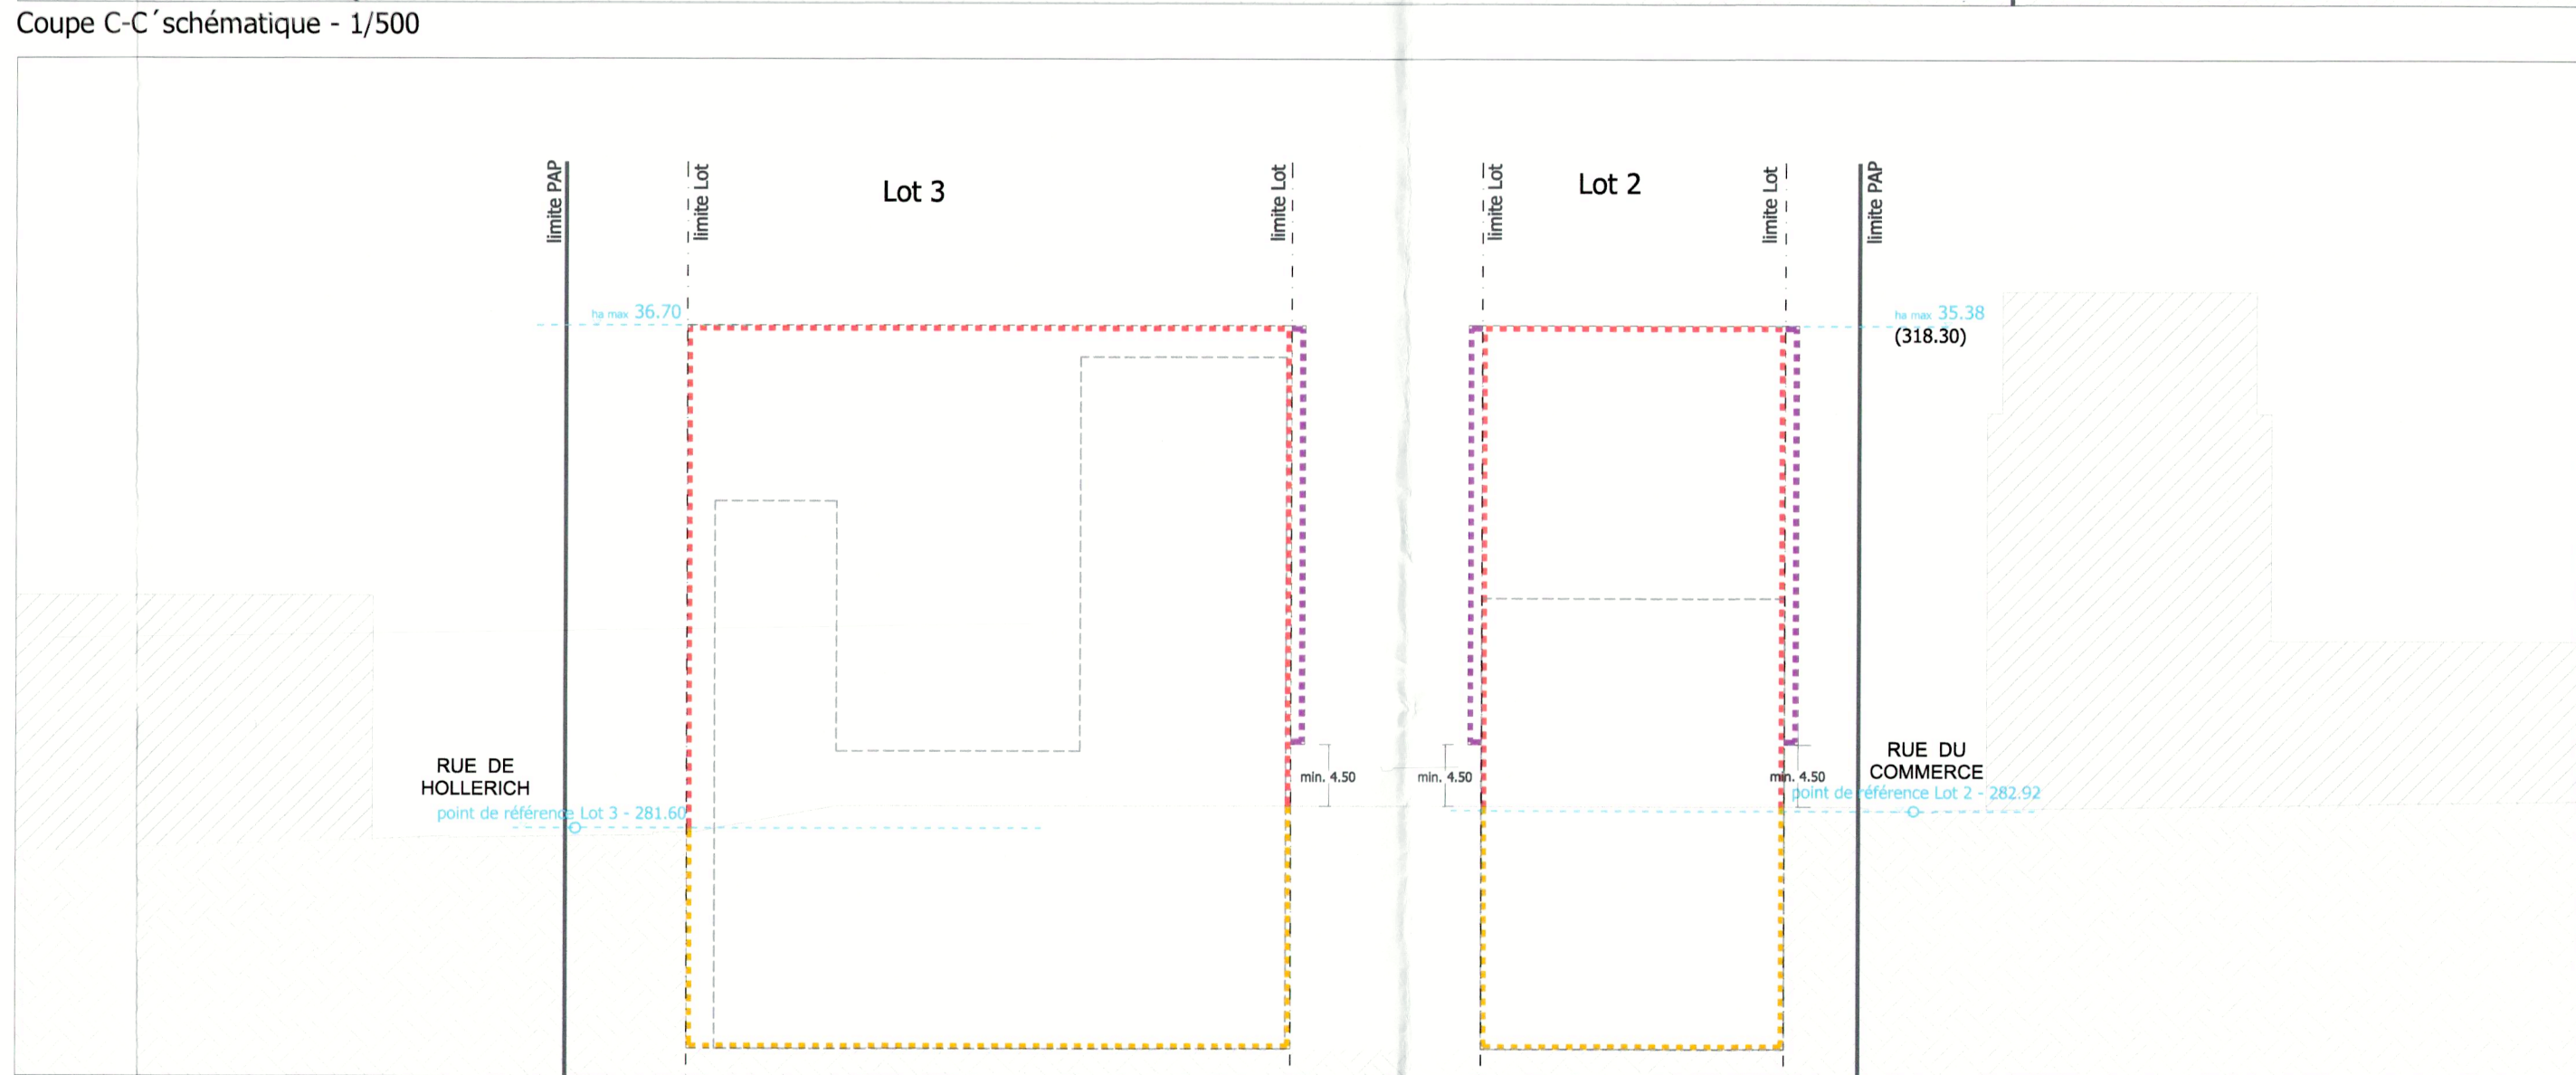 Coupe C-C´schématique - 1/500
limite PAP
limite Lot
Lot 3
limite Lot
limite Lot
Lot 2
limite Lot
limite PAP
ha max 36.70
ha max 35.38
(318.30)
RUE DE
HOLLERICH
point de référence Lot 3 - 281.60
min. 4.50
min. 4.50
min. 4.50
RUE DU
COMMERCE
point de référence Lot 2 - 282.92